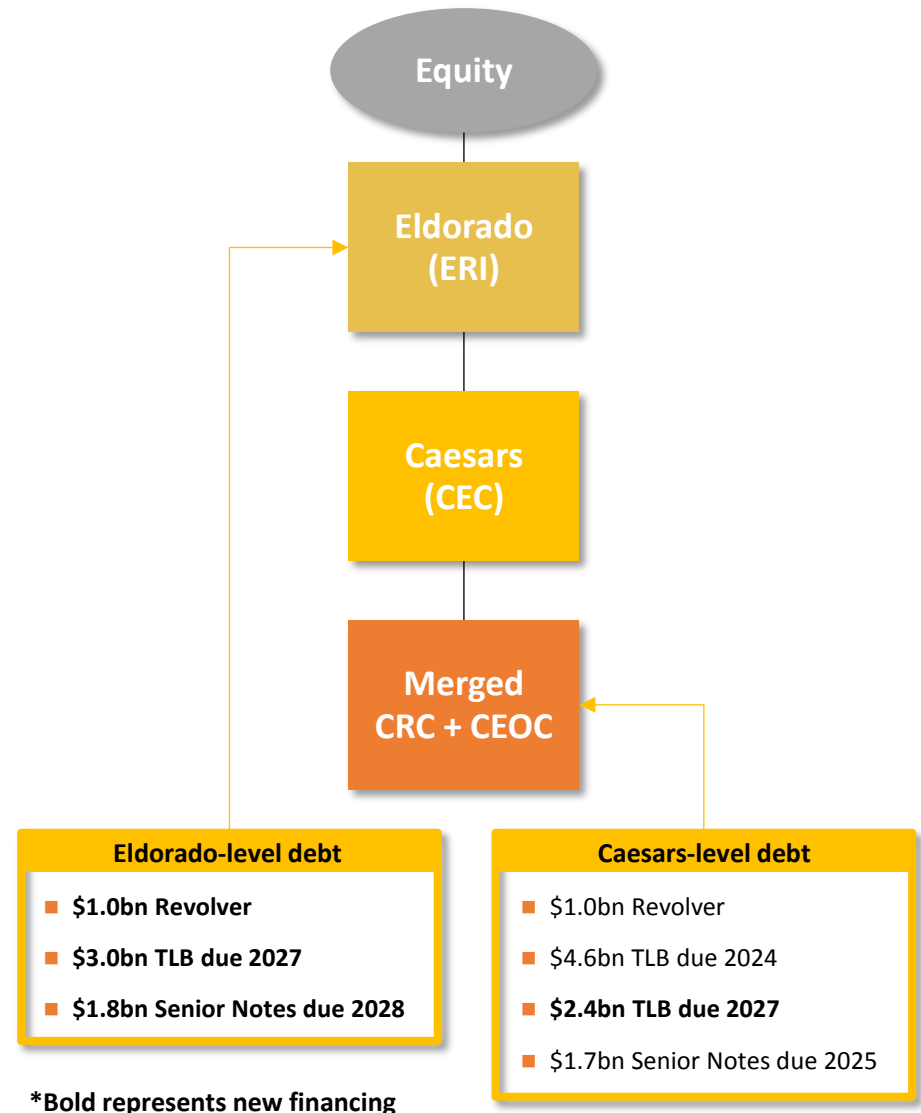 Equity
Eldorado
(ERI)
Caesars
(CEC)
Merged
CRC + CEOC
Eldorado-level debt
■ $1.0bn Revolver
■ $3.0bn TLB due 2027
■ $1.8bn Senior Notes due 2028
Caesars-level debt
■ $1.0bn Revolver
■ $4.6bn TLB due 2024
■ $2.4bn TLB due 2027
■ $1.7bn Senior Notes due 2025
*Bold represents new financing